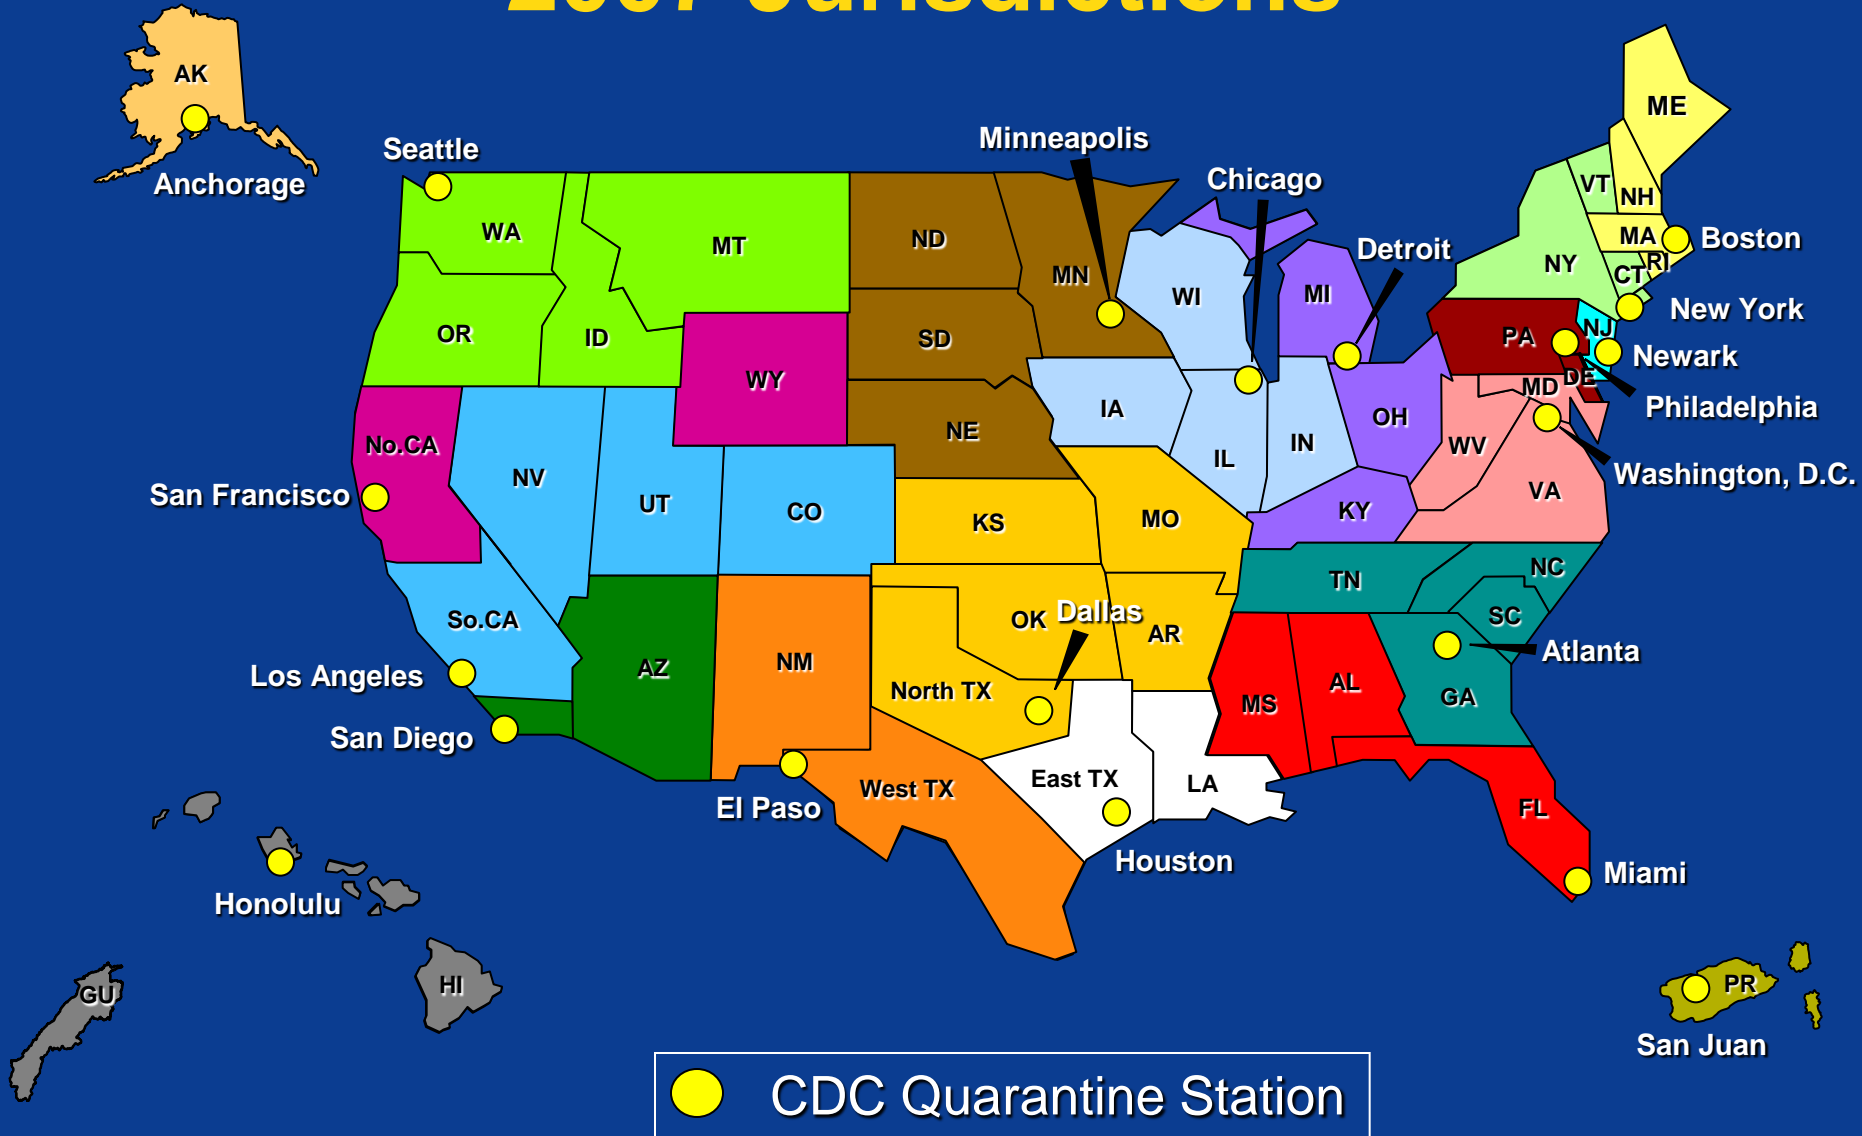 2007 Jurisdictions
AK
Anchorage
Seattle
Minneapolis
Chicago
Detroit
ME
VT
NH
MA
Boston
RI
CT
NY
New York
WA
MT
ND
MN
WI
MI
OR
ID
SD
PA
NJ
Newark
WY
IA
OH
MD
DE
Philadelphia
No.CA
NV
NE
IL
IN
WV
Washington, D.C.
San Francisco
UT
CO
KS
MO
KY
VA
TN
NC
So.CA
OK
Dallas
AR
SC
Atlanta
Los Angeles
AZ
NM
North TX
MS
AL
GA
San Diego
El Paso
West TX
East TX
LA
FL
Houston
Miami
Honolulu
HI
GU
PR
San Juan
CDC Quarantine Station